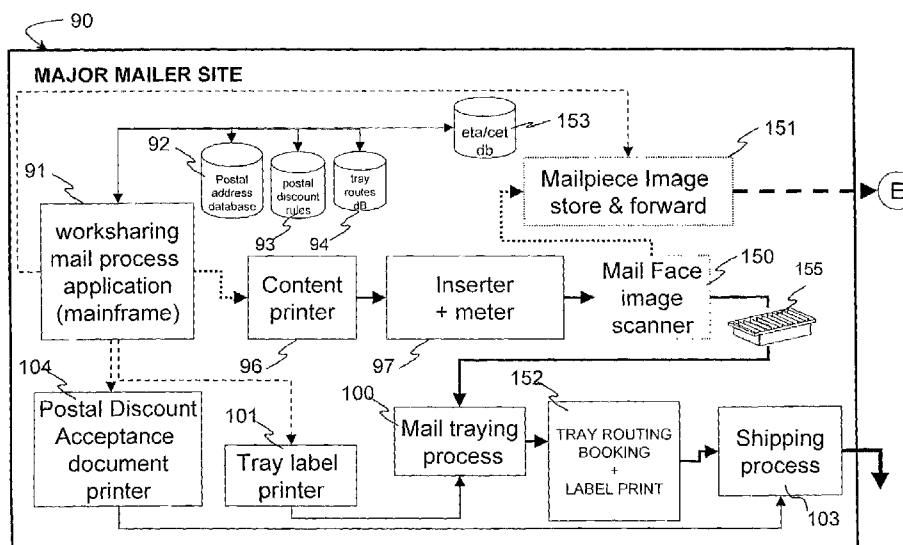 90
MAJOR MAILER SITE
92
Postal
address
database
postal
discount
rules
93
tray
routes
dB
94
eta/cet
db
153
151
Mailpiece Image
store & forward
E
91
worksharing
mail process
application
(mainframe)
Content
printer
96
Inserter
+ meter
97
150
Mail Face
image
scanner
155
104
Postal Discount
Acceptance
document
printer
101
Tray label
printer
100
Mail traying
process
152
TRAY ROUTING
BOOKING
+
LABEL PRINT
Shipping
process
103